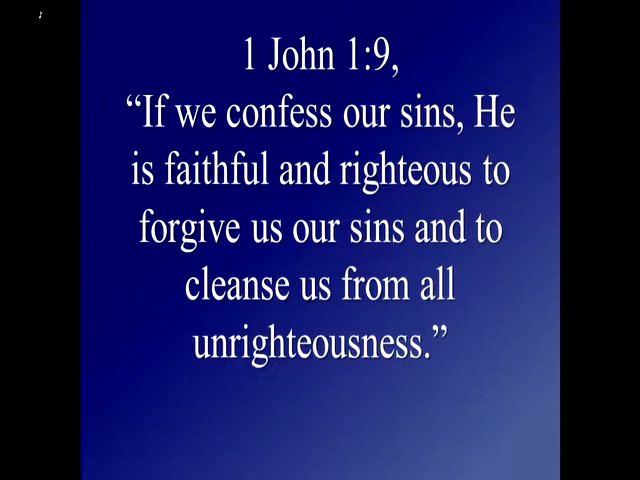 1 John 1:9,
“If we confess our sins, He
is faithful and righteous to
forgive us our sins and to
cleanse us from all
unrighteousness.”